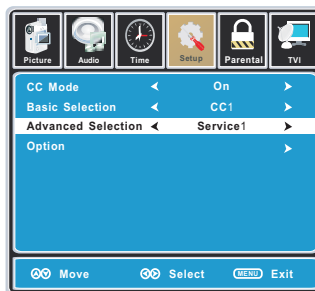 Picture Audio Time Setup Parental TV
CC Mode On
Basic Selection CC1
Advanced Selection Service1
Option
Move Select MENU Exit